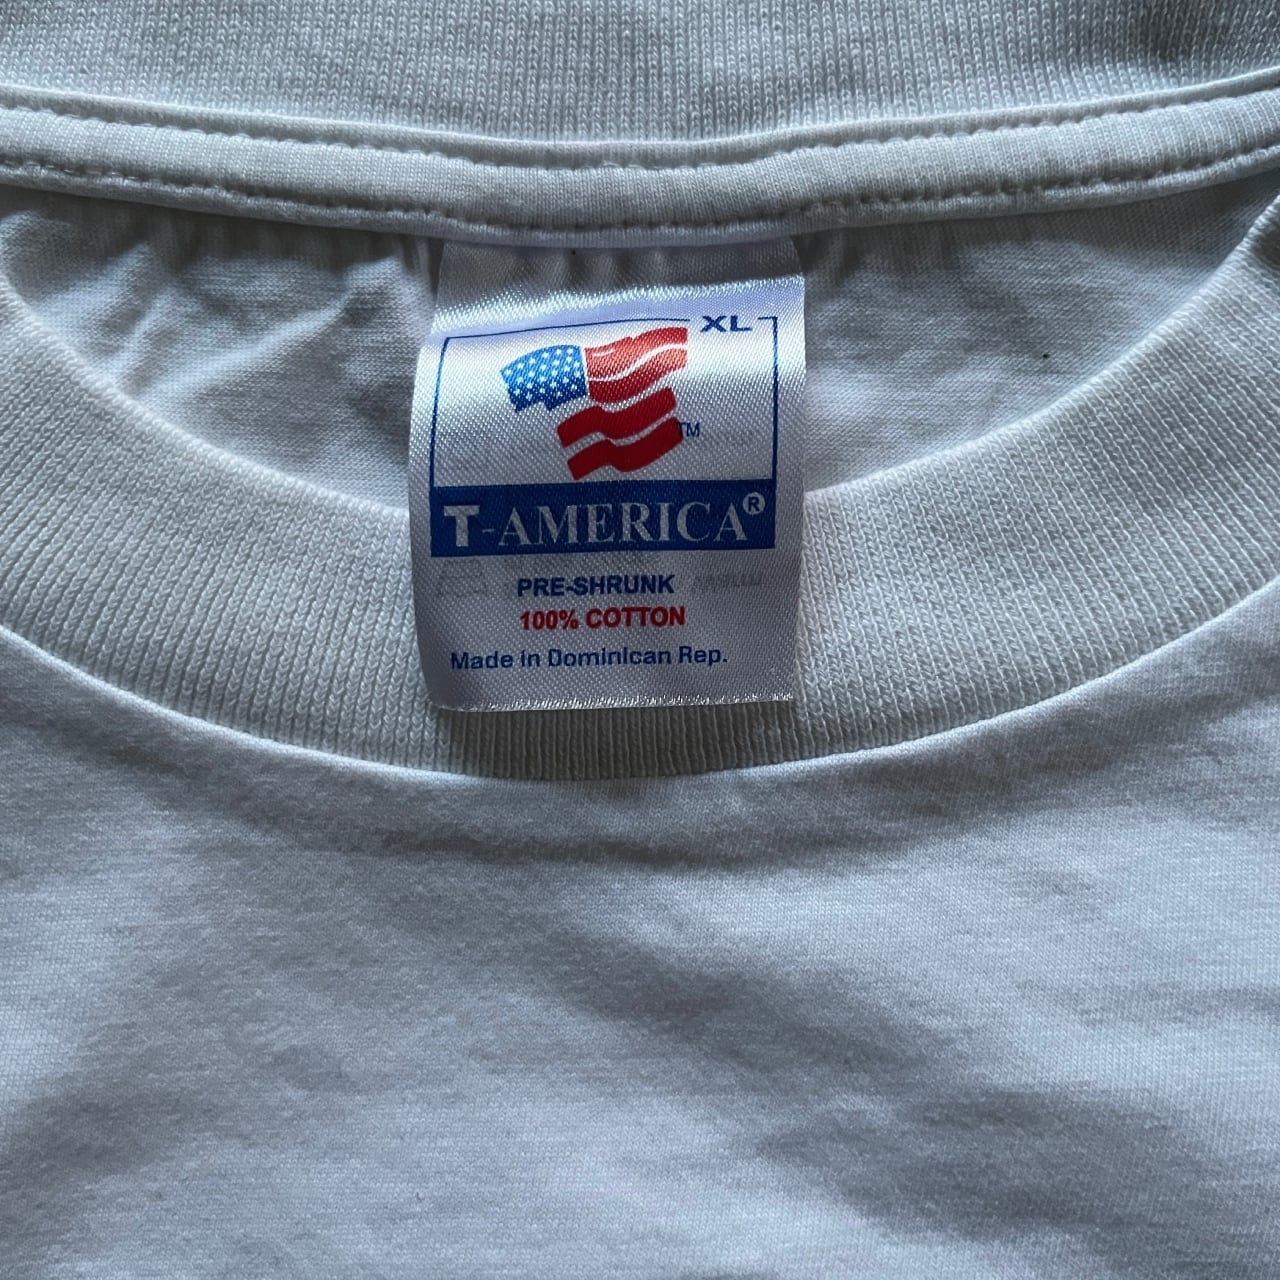 XL
TM
T-AMERICA®
PRE-SHRUNK
100% COTTON
Made in Dominican Rep.